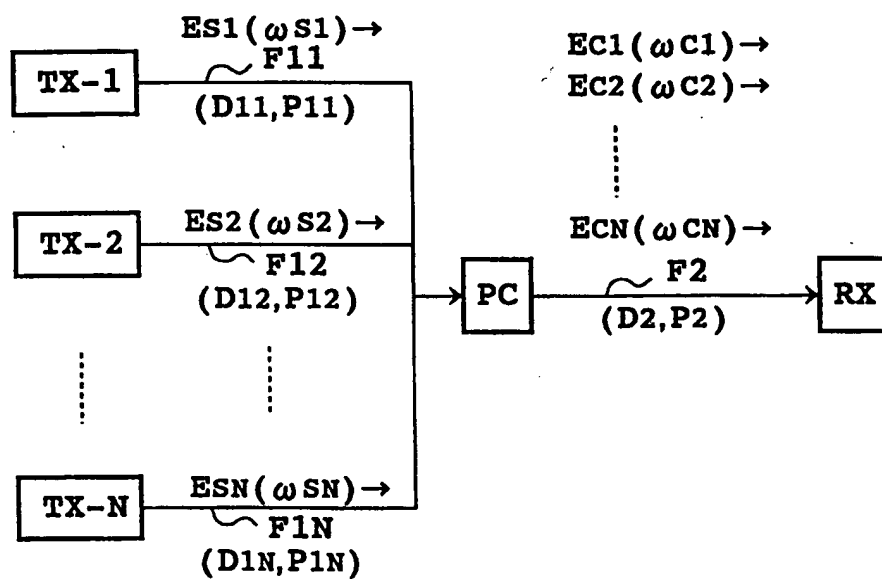 ES1(ωS1)→
F11
TX-1
(D11,P11)
EC1(ωC1)→
EC2(ωC2)→
ES2(ωS2)→
TX-2
F12
(D12,P12)
ECN(ωCN)→
F2
PC
(D2,P2)
RX
ESN(ωSN)→
TX-N
F1N
(D1N,P1N)